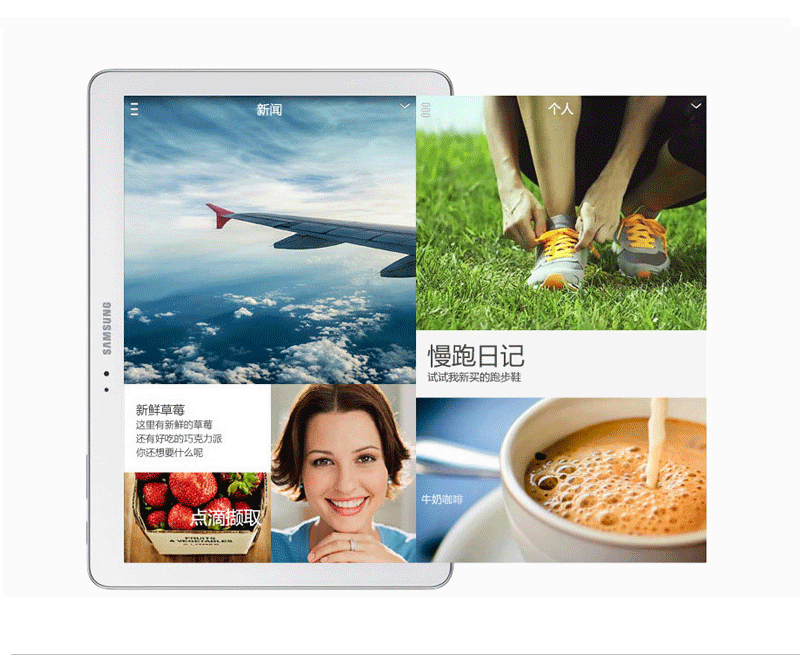 新闻
个人
SAMSUNG
慢跑日记
试试我新买的跑步鞋
新鲜草莓
这里有新鲜的草莓
还有好吃的巧克力派
你还想要什么呢
点滴撷取
FRUITS
& VEGETABLES
牛奶咖啡